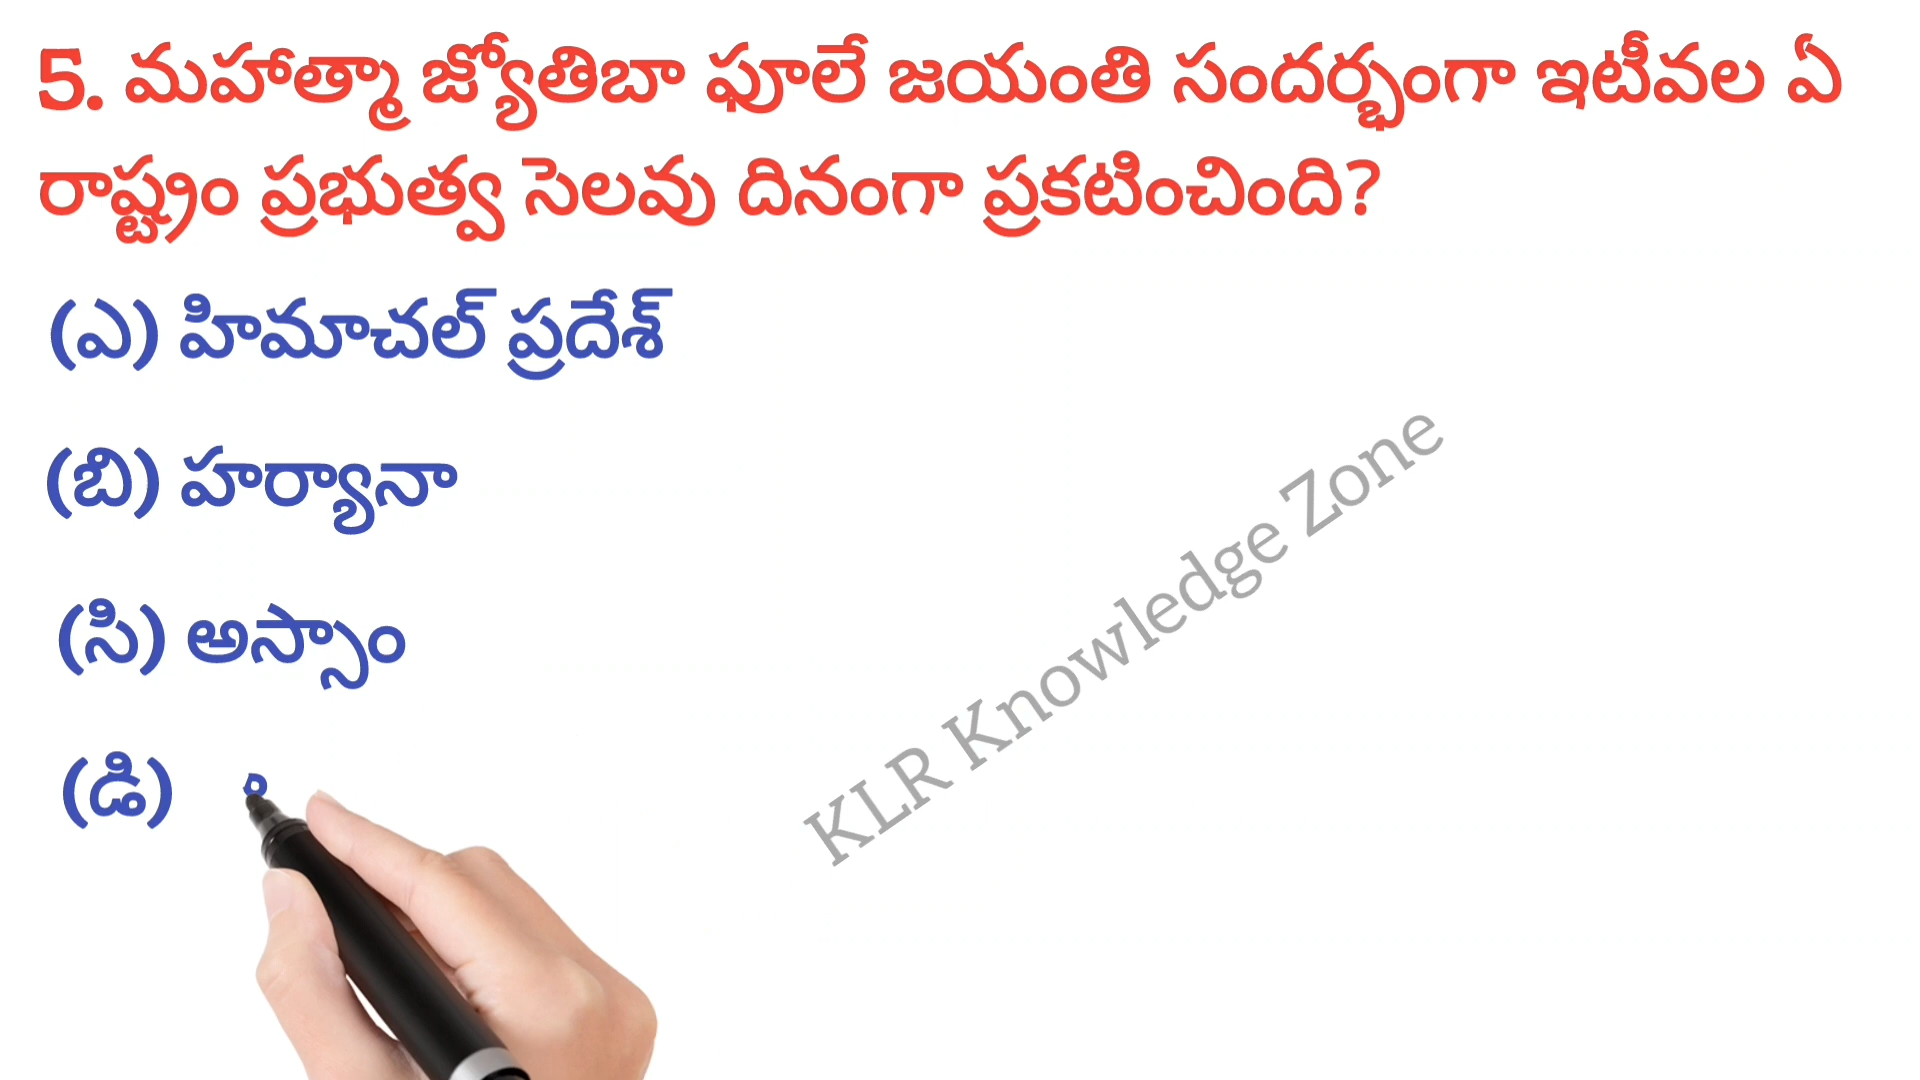 5. మహాత్మా జ్యోతిబా ఫూలే జయంతి సందర్భంగా ఇటీవల ఏ
రాష్ట్రం ప్రభుత్వ సెలవు దినంగా ప్రకటించింది?
(ఎ) హిమాచల్ ప్రదేశ్
(బి) హర్యానా
(సి) అస్సాం
(డి)
KLR Knowledge Zone